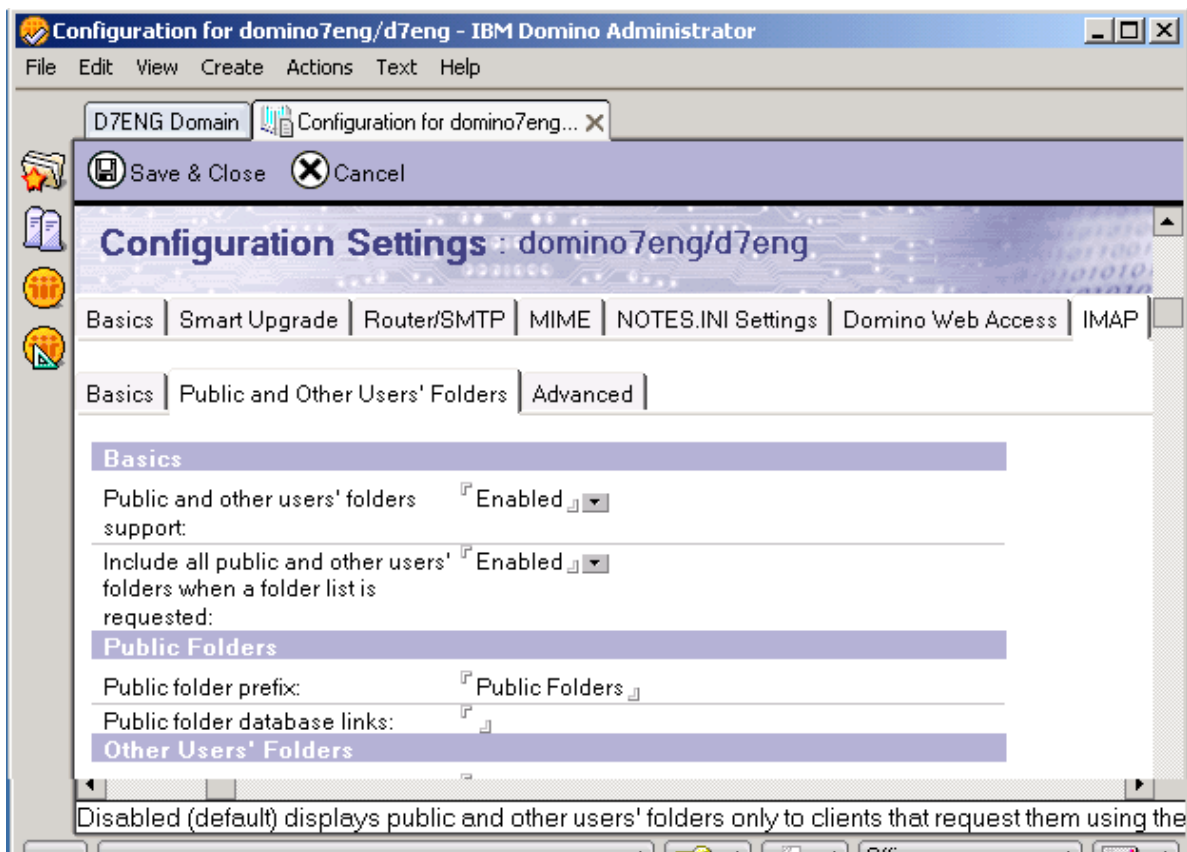 Configuration for domino7eng/d7eng - IBM Domino Administrator
File Edit View Create Actions Text Help
D7ENG Domain Configuration for domino7eng...
Save & Close Cancel
Configuration Settings : domino7eng/d7eng
Basics Smart Upgrade Router/SMTP MIME NOTES.INI Settings Domino Web Access IMAP
Basics Public and Other Users' Folders Advanced
Basics
Public and other users' folders Enabled
support:
Include all public and other users' Enabled
folders when a folder list is
requested:
Public Folders
Public folder prefix: Public Folders
Public folder database links:
Other Users' Folders
Disabled (default) displays public and other users' folders only to clients that request them using the